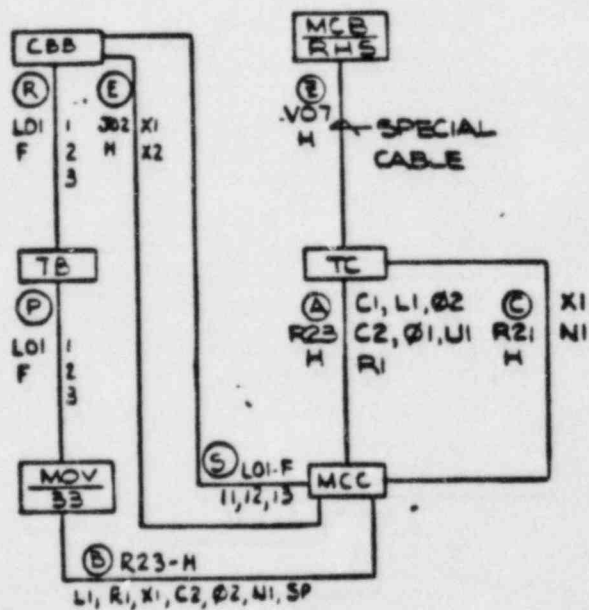 CBB
MCB
RHS
R
E
Z
L01
F
1
2
3
J02
H
X1
X2
V07
H
SPECIAL
CABLE
TB
TC
P
L01
F
1
2
3
A
R23
H
C1, L1, Ø2
C2, Ø1, U1
R1
C
R21
H
X1
N1
MOV
33
S
L01-F
11, 12, 13
MCC
B
R23-H
L1, R1, X1, C2, Ø2, N1, SP